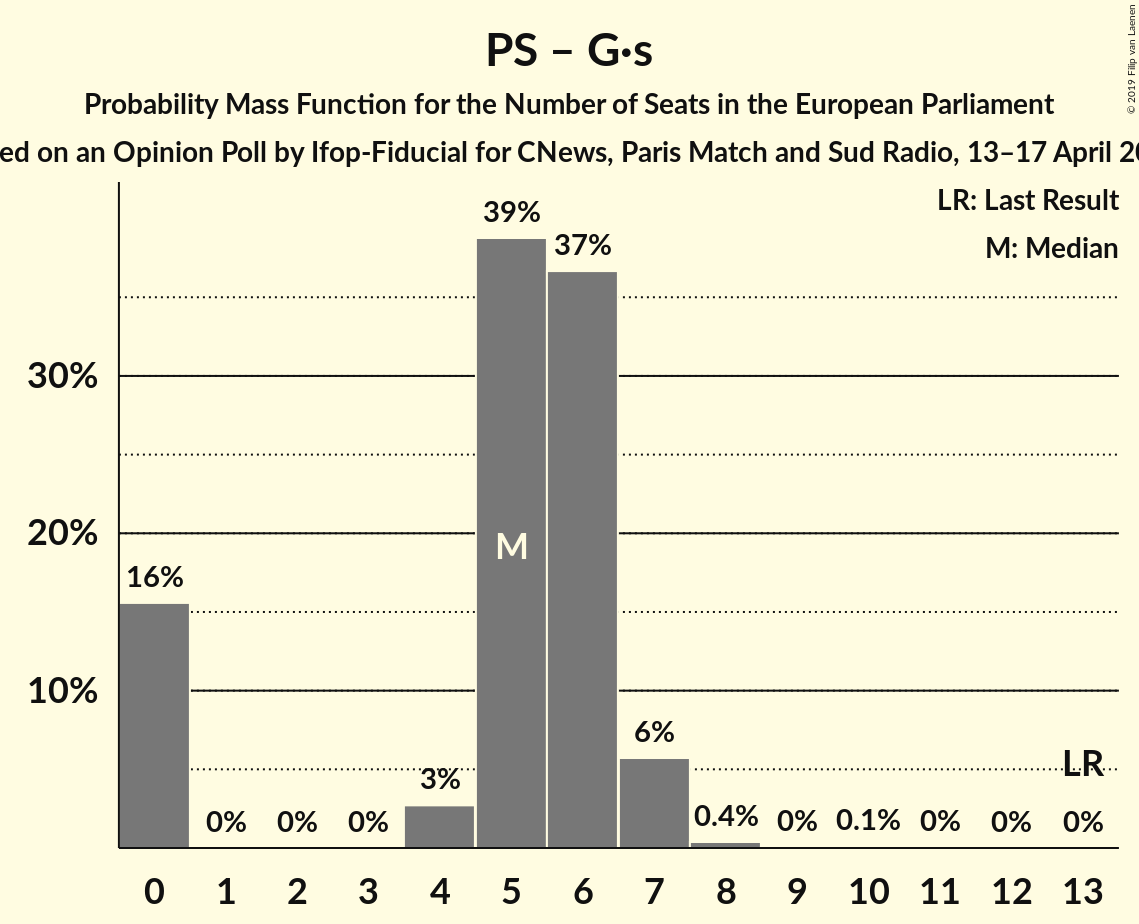 PS – G·s
Probability Mass Function for the Number of Seats in the European Parliament
ed on an Opinion Poll by Ifop-Fiducial for CNews, Paris Match and Sud Radio, 13–17 April 20
© 2019 Filip van Laenen
LR: Last Result
M: Median
39%
37%
30%
20%
M
16%
10%
6%
LR
3%
0% 0% 0% 0.4% 0% 0.1% 0% 0% 0%
0 1 2 3 4 5 6 7 8 9 10 11 12 13